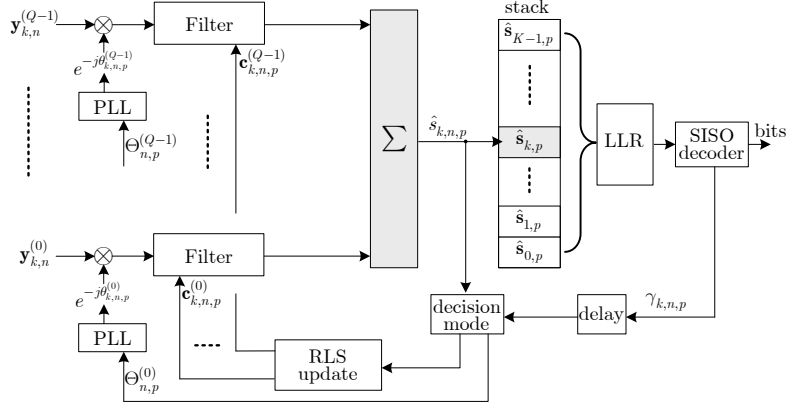 stack
y_{k,n}^{(Q-1)}
Filter
ŝ_{K-1,p}
c_{k,n,p}^{(Q-1)}
e^{-jθ_{k,n,p}^{(Q-1)}}
PLL
Θ_{n,p}^{(Q-1)}
∑
ŝ_{k,n,p}
ŝ_{k,p}
LLR
SISO decoder
bits
ŝ_{1,p}
ŝ_{0,p}
y_{k,n}^{(0)}
Filter
c_{k,n,p}^{(0)}
e^{-jθ_{k,n,p}^{(0)}}
PLL
Θ_{n,p}^{(0)}
RLS
update
decision
mode
delay
γ_{k,n,p}